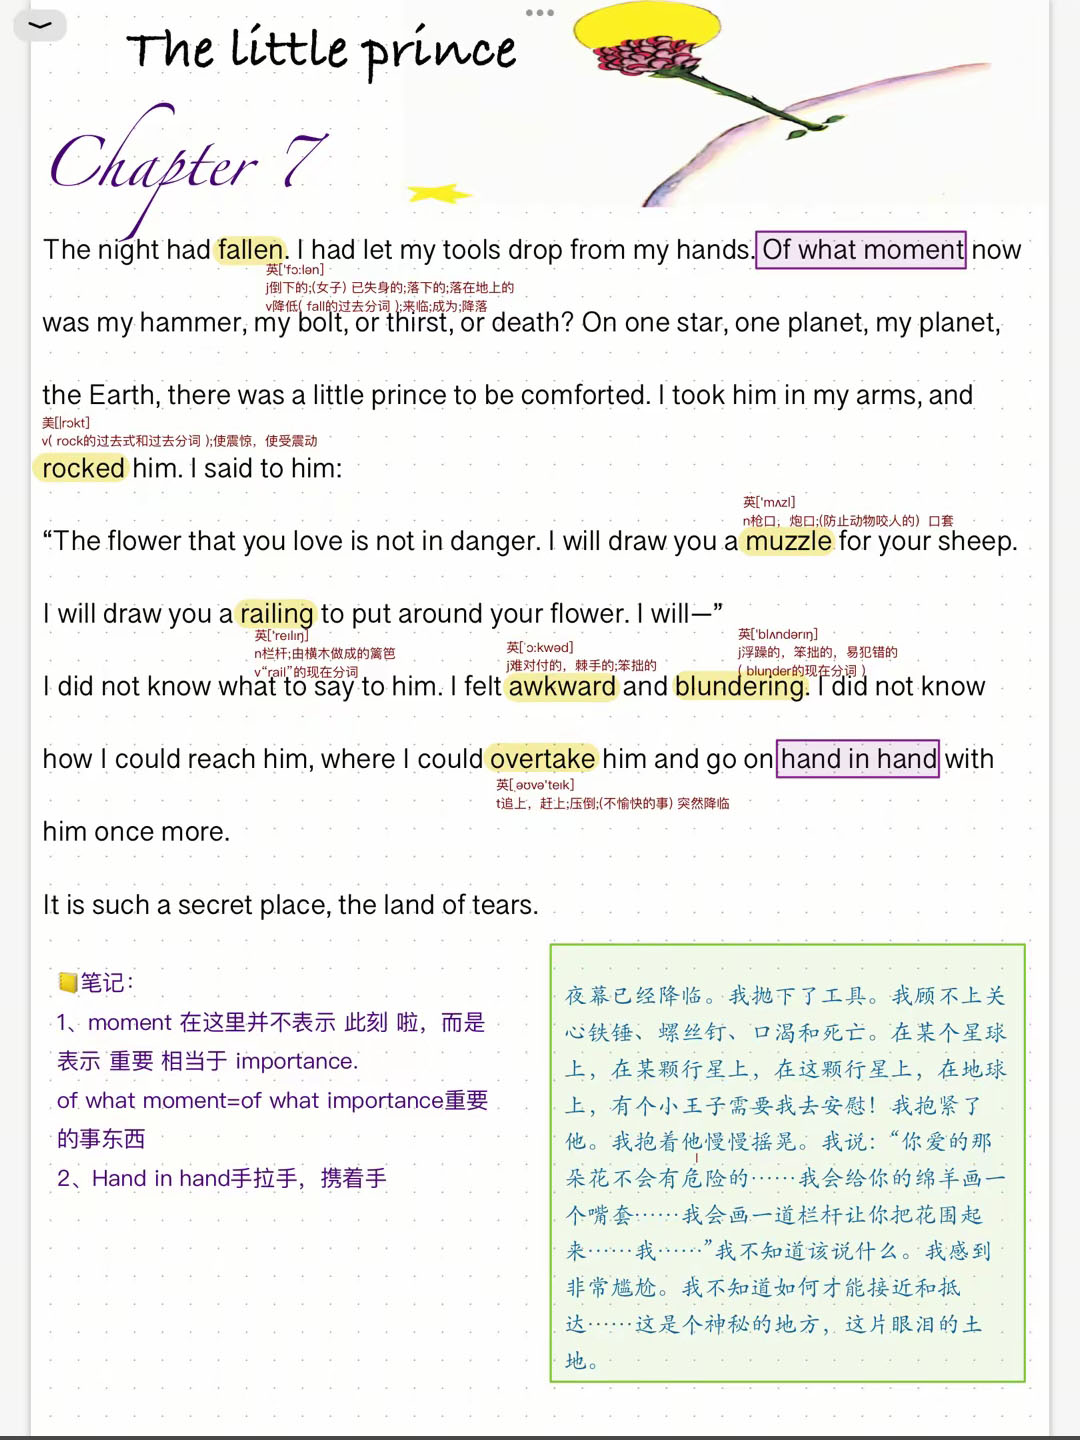 The little prince
Chapter 7
The night had fallen. I had let my tools drop from my hands. Of what moment now
英['fɔ:lən]
j倒下的;(女子) 已失身的;落下的;落在地上的
v降低( fall的过去分词 );来临;成为;降落
was my hammer, my bolt, or thirst, or death? On one star, one planet, my planet,
the Earth, there was a little prince to be comforted. I took him in my arms, and
美[|rɔkt]
v( rock的过去式和过去分词 );使震惊，使受震动
rocked him. I said to him:
英['mʌzl]
n枪口，炮口;(防止动物咬人的）口套
“The flower that you love is not in danger. I will draw you a muzzle for your sheep.
I will draw you a railing to put around your flower. I will—”
英['reɪlɪŋ]
n栏杆;由横木做成的篱笆
v“rail”的现在分词
英['ɔ:kwəd]
j难对付的，棘手的;笨拙的
英['blʌndərɪŋ]
j浮躁的，笨拙的，易犯错的
( blunder的现在分词 )
I did not know what to say to him. I felt awkward and blundering. I did not know
how I could reach him, where I could overtake him and go on hand in hand with
英[ˌəʊvə'teɪk]
t追上，赶上;压倒;(不愉快的事) 突然降临
him once more.
It is such a secret place, the land of tears.
笔记：
1、moment 在这里并不表示 此刻 啦，而是
表示 重要 相当于 importance.
of what moment=of what importance重要
的事东西
2、Hand in hand手拉手，携着手
夜幕已经降临。我抛下了工具。我顾不上关
心铁锤、螺丝钉、口渴和死亡。在某个星球
上，在某颗行星上，在这颗行星上，在地球
上，有个小王子需要我去安慰！我抱紧了
他。我抱着他慢慢摇晃。我说：“你爱的那
朵花不会有危险的……我会给你的绵羊画一
个嘴套……我会画一道栏杆让你把花围起
来……我……”我不知道该说什么。我感到
非常尴尬。我不知道如何才能接近和抵
达……这是个神秘的地方，这片眼泪的土
地。